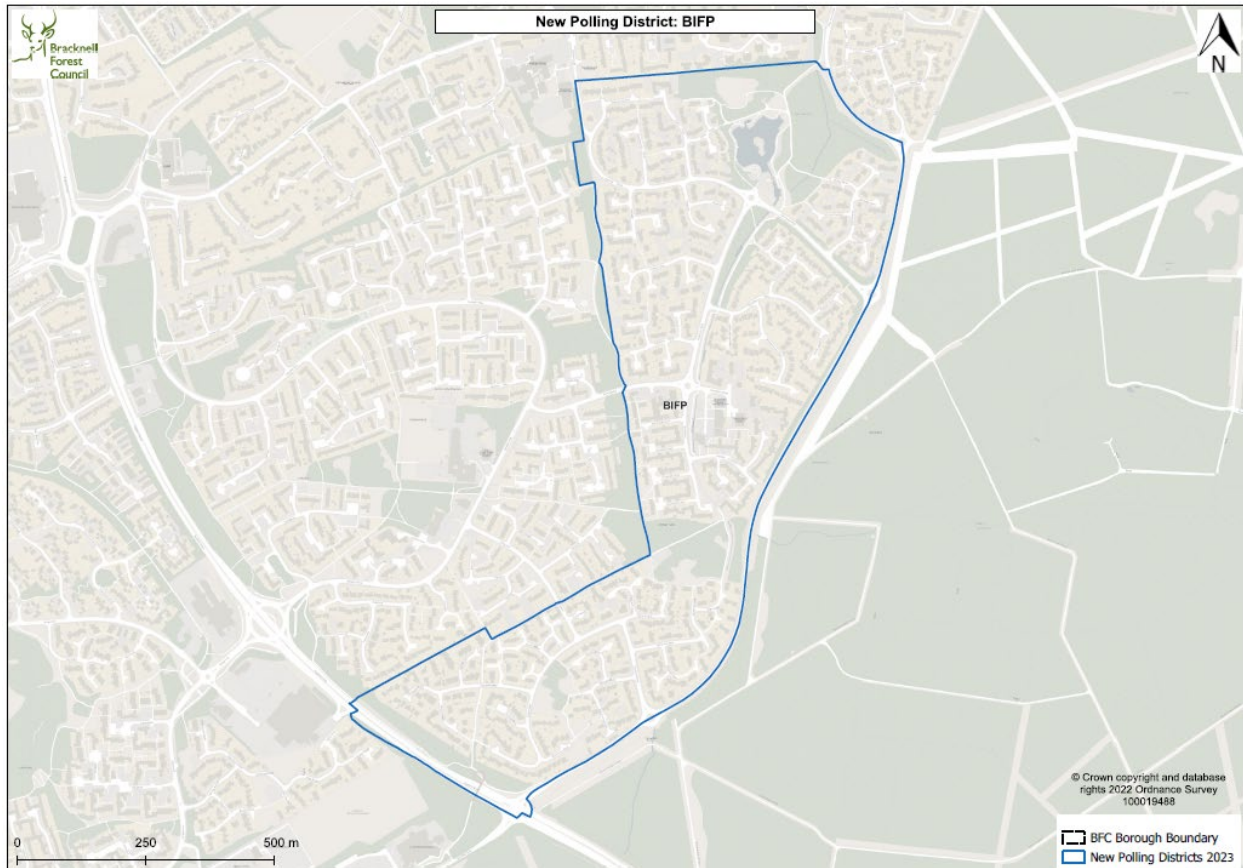 New Polling District: BIFP
Bracknell
Forest
Council
N
BIFP
© Crown copyright and database
rights 2022 Ordnance Survey
100019488
BFC Borough Boundary
New Polling Districts 2023
0 250 500 m